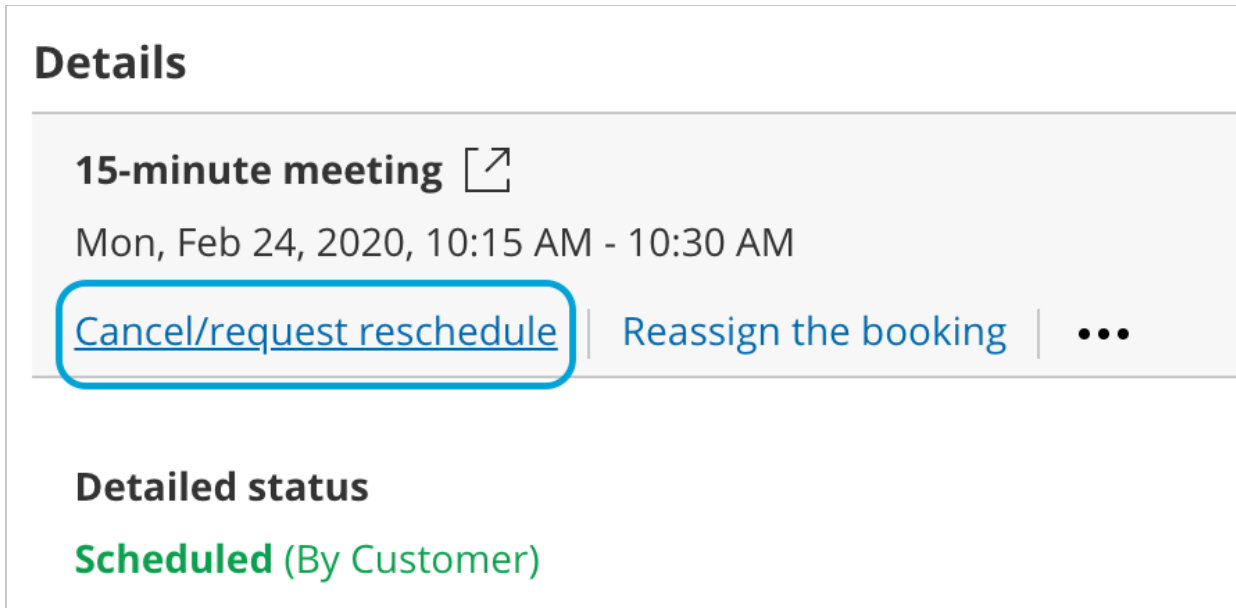 Details
15-minute meeting
Mon, Feb 24, 2020, 10:15 AM - 10:30 AM
Cancel/request reschedule Reassign the booking •••
Detailed status
Scheduled (By Customer)